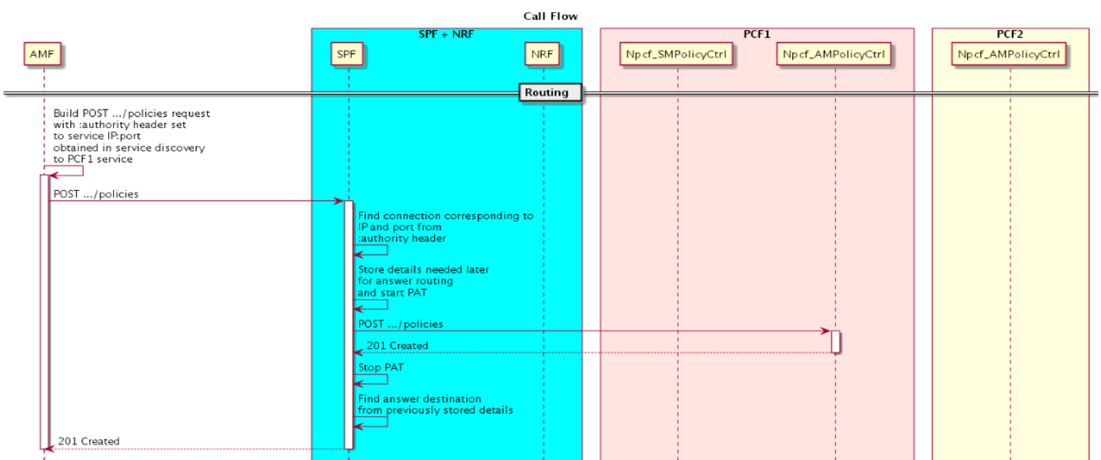 Call Flow
SPF + NRF
PCF1
PCF2
AMF
SPF
NRF
Npcf_SMPolicyCtrl
Npcf_AMPolicyCtrl
Npcf_AMPolicyCtrl
Routing
Build POST .../policies request
with :authority header set
to service IP:port
obtained in service discovery
to PCF1 service
POST .../policies
Find connection corresponding to
IP and port from
:authority header
Store details needed later
for answer routing
and start PAT
POST .../policies
201 Created
Stop PAT
Find answer destination
from previously stored details
201 Created